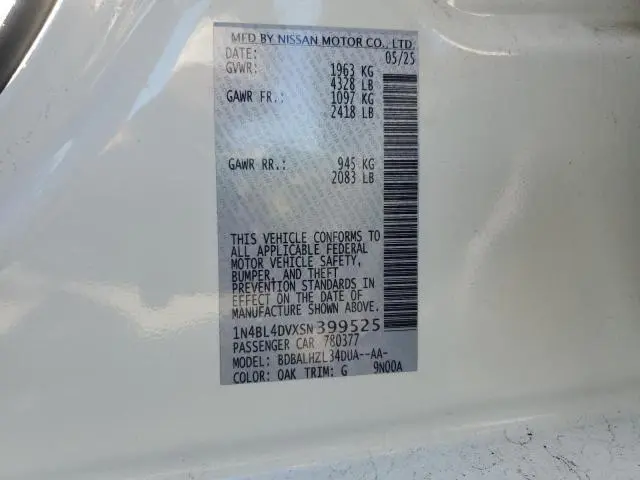 MFD BY NISSAN MOTOR CO., LTD.
DATE: 05/25
GVWR: 1963 KG
4328 LB
GAWR FR.: 1097 KG
2418 LB
GAWR RR.: 945 KG
2083 LB
THIS VEHICLE CONFORMS TO
ALL APPLICABLE FEDERAL
MOTOR VEHICLE SAFETY,
BUMPER, AND THEFT
PREVENTION STANDARDS IN
EFFECT ON THE DATE OF
MANUFACTURE SHOWN ABOVE.
1N4BL4DVXSN399525
PASSENGER CAR 780377
MODEL: BDBALHZL34DUA--AA-
COLOR: OAK TRIM: G 9N00A